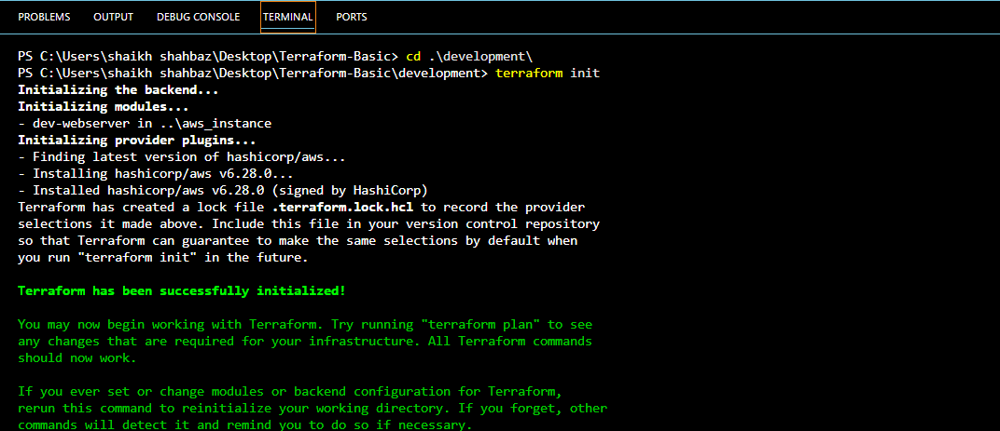 PROBLEMS OUTPUT DEBUG CONSOLE TERMINAL PORTS
PS C:\Users\shaikh shahbaz\Desktop\Terraform-Basic> cd .\development\
PS C:\Users\shaikh shahbaz\Desktop\Terraform-Basic\development> terraform init
Initializing the backend...
Initializing modules...
- dev-webserver in ..\aws_instance
Initializing provider plugins...
- Finding latest version of hashicorp/aws...
- Installing hashicorp/aws v6.28.0...
- Installed hashicorp/aws v6.28.0 (signed by HashiCorp)
Terraform has created a lock file .terraform.lock.hcl to record the provider
selections it made above. Include this file in your version control repository
so that Terraform can guarantee to make the same selections by default when
you run "terraform init" in the future.
Terraform has been successfully initialized!
You may now begin working with Terraform. Try running "terraform plan" to see
any changes that are required for your infrastructure. All Terraform commands
should now work.
If you ever set or change modules or backend configuration for Terraform,
rerun this command to reinitialize your working directory. If you forget, other
commands will detect it and remind you to do so if necessary.